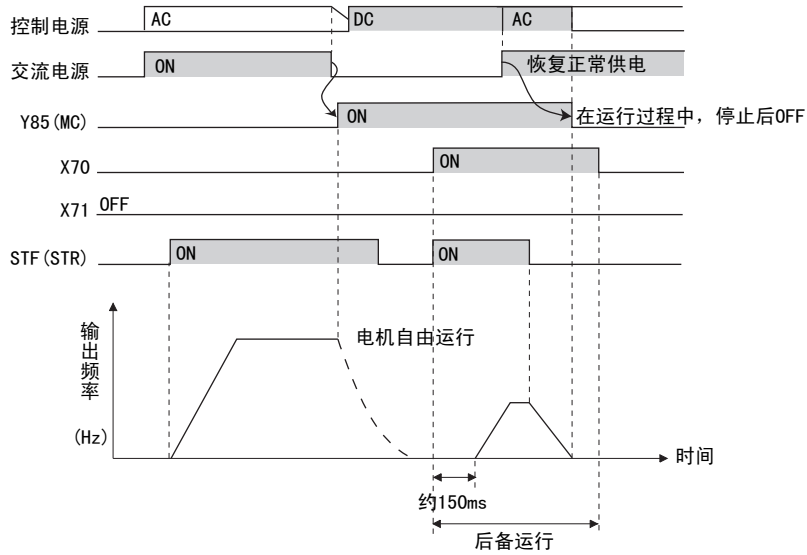 控制电源 AC DC AC
交流电源 ON 恢复正常供电
Y85(MC) ON 在运行过程中，停止后OFF
X70 ON
X71 OFF
STF(STR) ON ON
输出频率
(Hz)
电机自由运行
时间
约150ms
后备运行